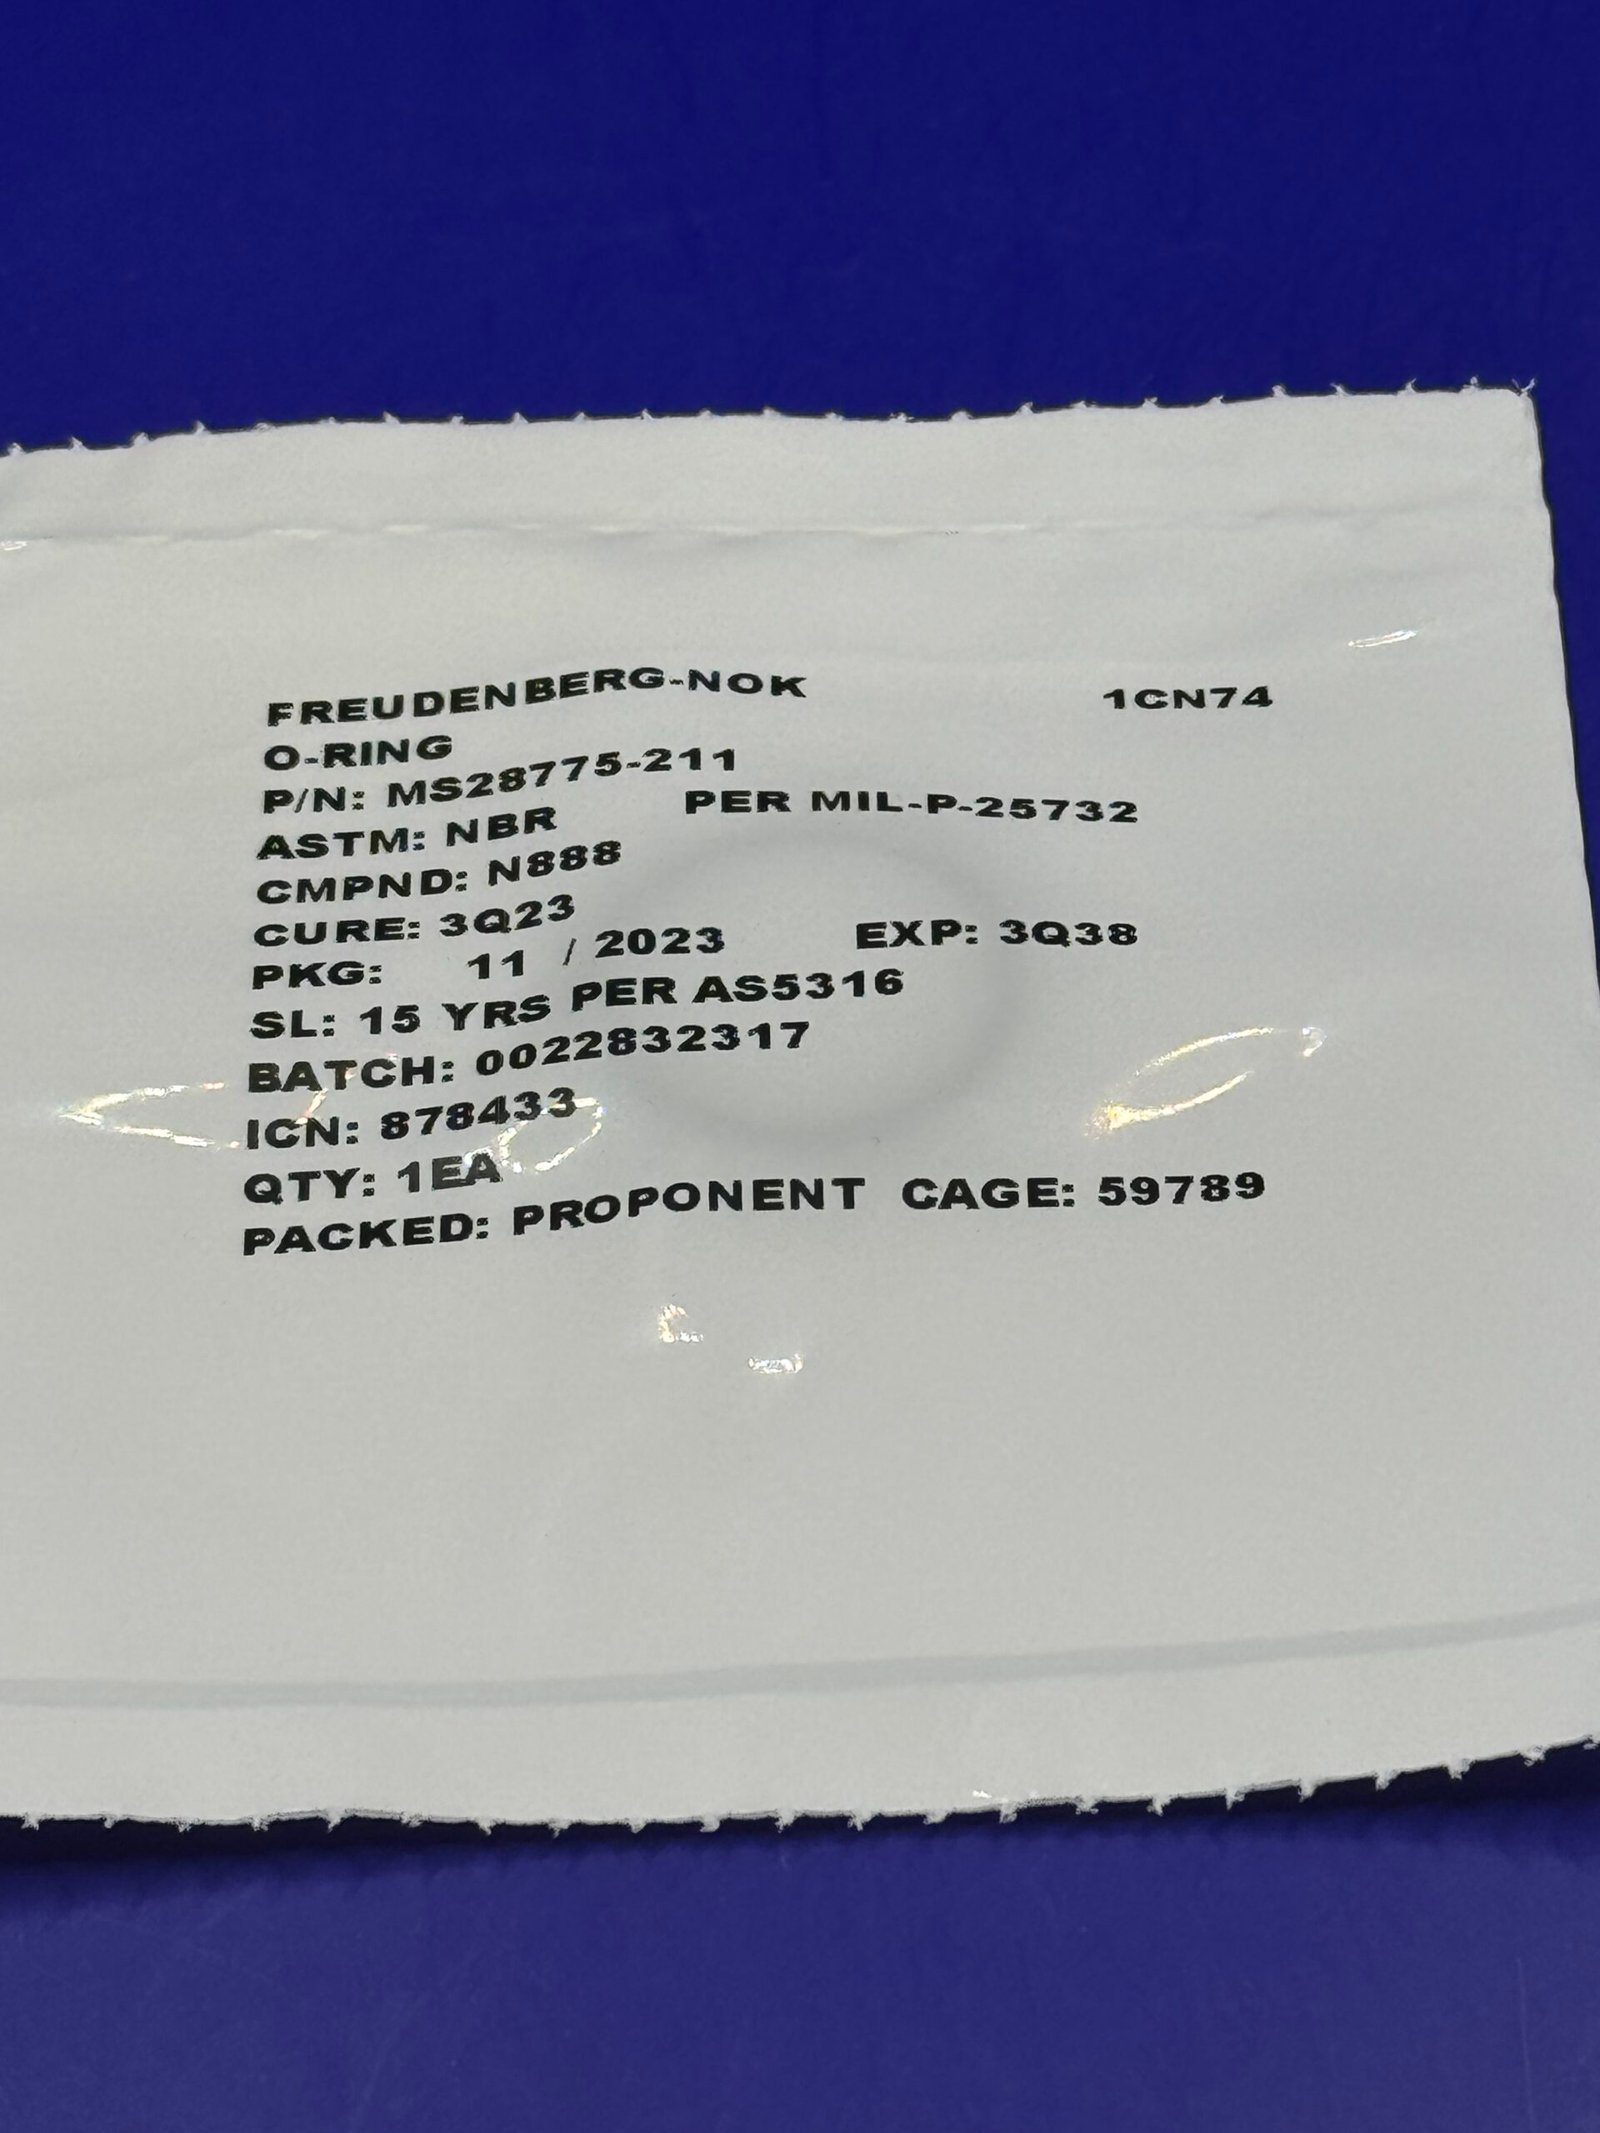 FREUDENBERG-NOK 1CN74
O-RING
P/N: MS28775-211
ASTM: NBR PER MIL-P-25732
CMPND: N888
CURE: 3Q23
PKG: 11 / 2023 EXP: 3Q38
SL: 15 YRS PER AS5316
BATCH: 0022832317
ICN: 878433
QTY: 1EA
PACKED: PROPONENT CAGE: 59789